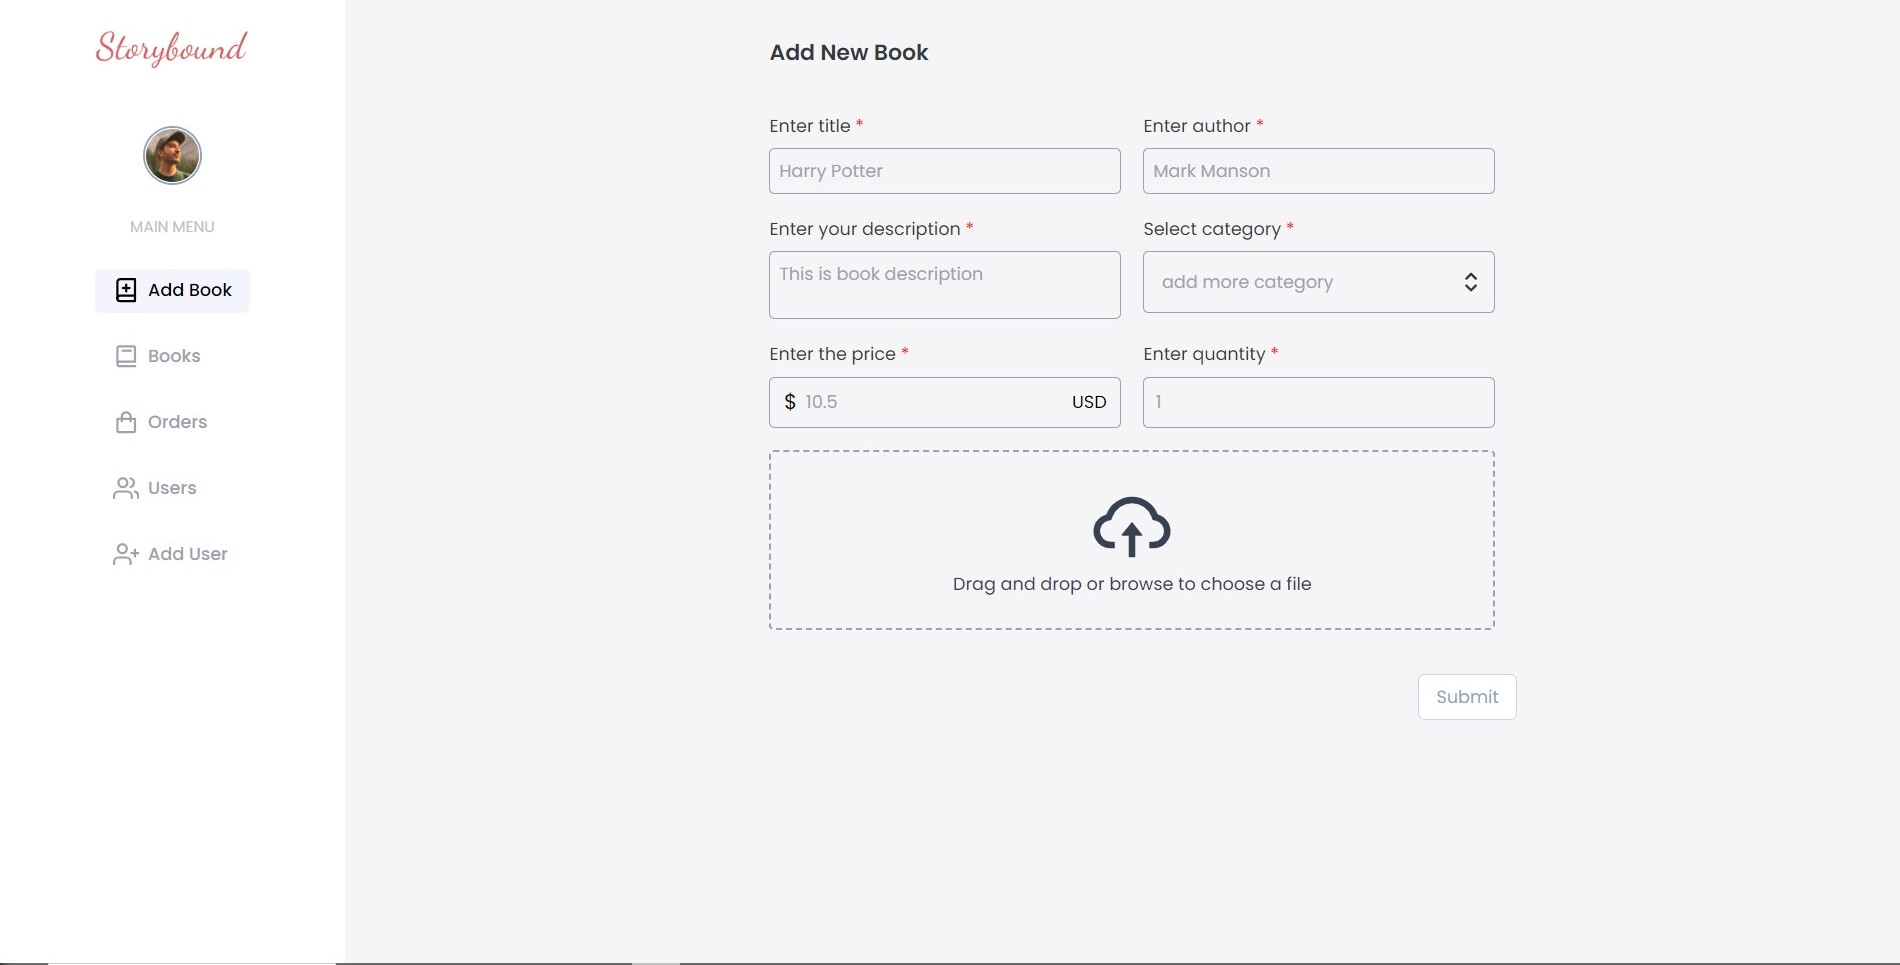 Storybound
MAIN MENU
Add Book
Books
Orders
Users
Add User
Add New Book
Enter title *
Harry Potter
Enter author *
Mark Manson
Enter your description *
This is book description
Select category *
add more category
Enter the price *
$ 10.5 USD
Enter quantity *
1
Drag and drop or browse to choose a file
Submit